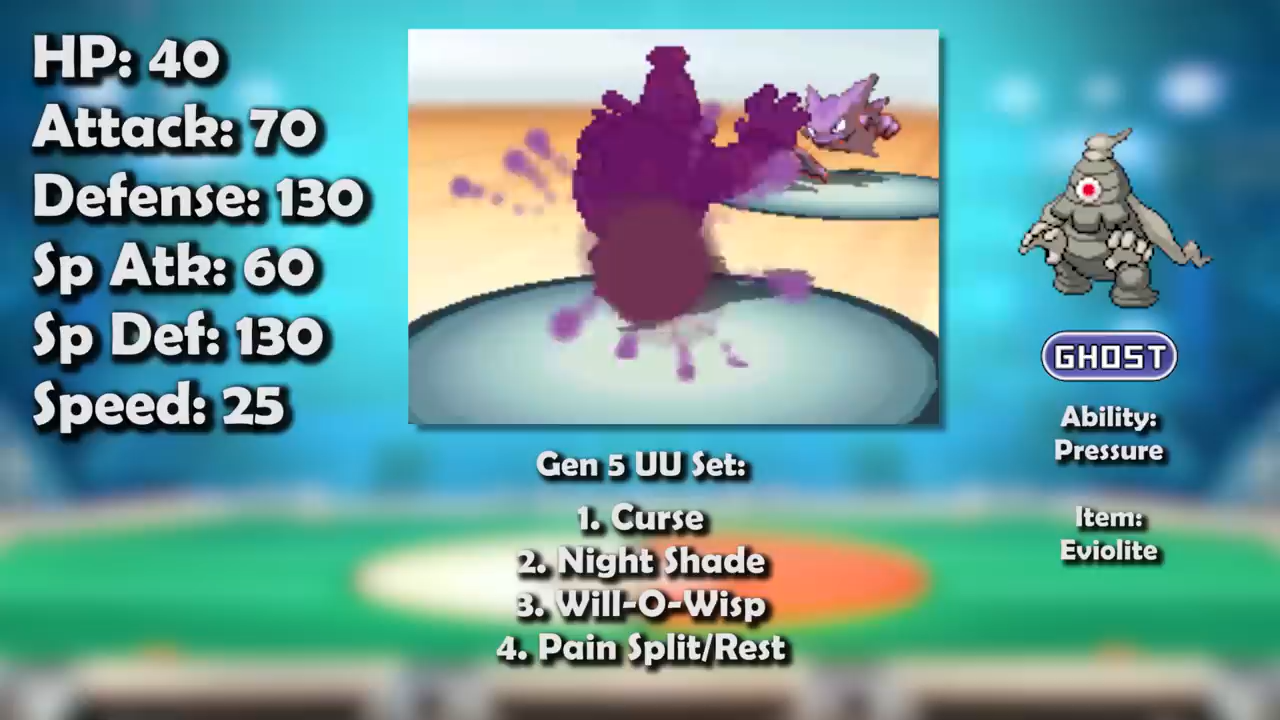 HP: 40
Attack: 70
Defense: 130
Sp Atk: 60
Sp Def: 130
Speed: 25
GHOST
Ability:
Pressure
Item:
Eviolite
Gen 5 UU Set:
1. Curse
2. Night Shade
3. Will-O-Wisp
4. Pain Split/Rest